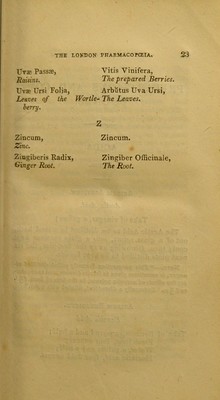 THE LONDON PHARMACOPŒIA. 23
Uvæ Passæ, Vitis Vinifera,
Raisins. The prepared Berries.
Uvæ Ursi Folia, Arbŭtus Uva Ursi,
Leaves of the Wortle- The Leaves.
berry.
Z
Zincum, Zincum.
Zinc.
Zingiberis Radix, Zingiber Officinale,
Ginger Root. The Root.